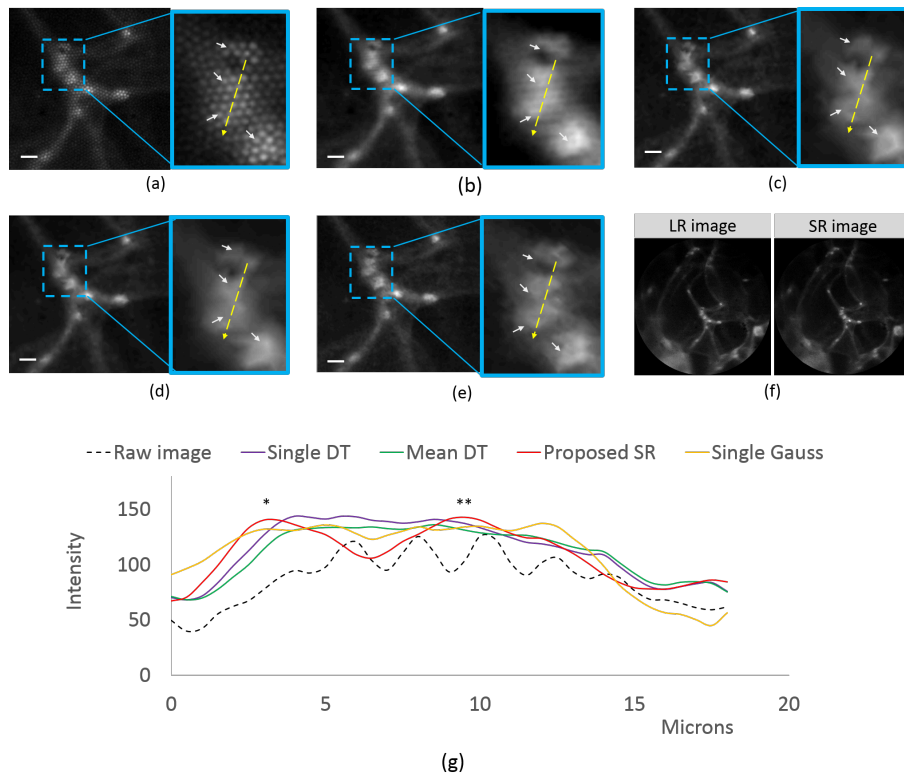 (a)
(b)
(c)
LR image SR image
(d)
(e)
(f)
Raw image Single DT Mean DT Proposed SR Single Gauss
* **
150
100
50
0
Intensity
0 5 10 15 20
Microns
(g)